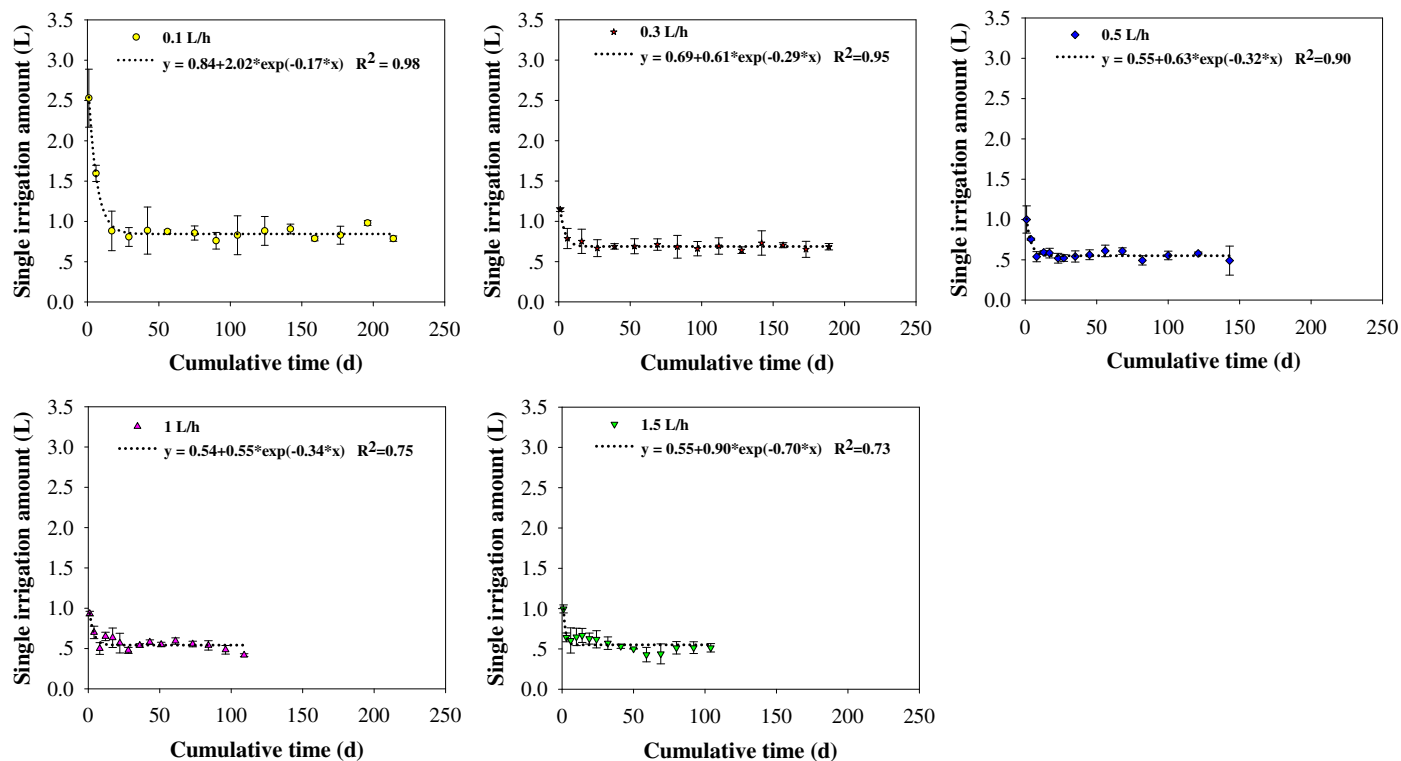 Single irrigation amount (L)
3.5
3.0
2.5
2.0
1.5
1.0
.5
0.0
0.1 L/h
y = 0.84+2.02*exp(-0.17*x) R2 = 0.98
0 50 100 150 200 250
Cumulative time (d)
Single irrigation amount (L)
3.5
3.0
2.5
2.0
1.5
1.0
.5
0.0
0.3 L/h
y = 0.69+0.61*exp(-0.29*x) R2=0.95
0 50 100 150 200 250
Cumulative time (d)
Single irrigation amount (L)
3.5
3.0
2.5
2.0
1.5
1.0
.5
0.0
0.5 L/h
y = 0.55+0.63*exp(-0.32*x) R2=0.90
0 50 100 150 200 250
Cumulative time (d)
Single irrigation amount (L)
3.5
3.0
2.5
2.0
1.5
1.0
.5
0.0
1 L/h
y = 0.54+0.55*exp(-0.34*x) R2=0.75
0 50 100 150 200 250
Cumulative time (d)
Single irrigation amount (L)
3.5
3.0
2.5
2.0
1.5
1.0
.5
0.0
1.5 L/h
y = 0.55+0.90*exp(-0.70*x) R2=0.73
0 50 100 150 200 250
Cumulative time (d)